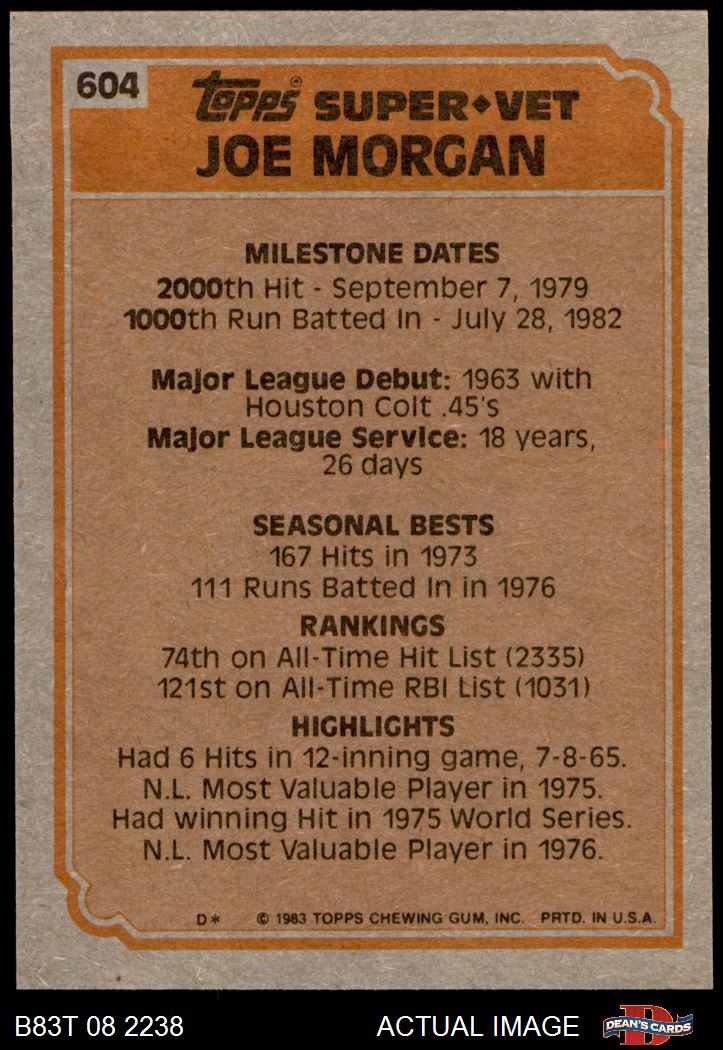 604
topps® SUPER◆VET
JOE MORGAN
MILESTONE DATES
2000th Hit - September 7, 1979
1000th Run Batted In - July 28, 1982
Major League Debut: 1963 with
Houston Colt .45's
Major League Service: 18 years,
26 days
SEASONAL BESTS
167 Hits in 1973
111 Runs Batted In in 1976
RANKINGS
74th on All-Time Hit List (2335)
121st on All-Time RBI List (1031)
HIGHLIGHTS
Had 6 Hits in 12-inning game, 7-8-65.
N.L. Most Valuable Player in 1975.
Had winning Hit in 1975 World Series.
N.L. Most Valuable Player in 1976.
D* © 1983 TOPPS CHEWING GUM, INC. PRTD. IN U.S.A.
B83T 08 2238 ACTUAL IMAGE D DEAN'S CARDS